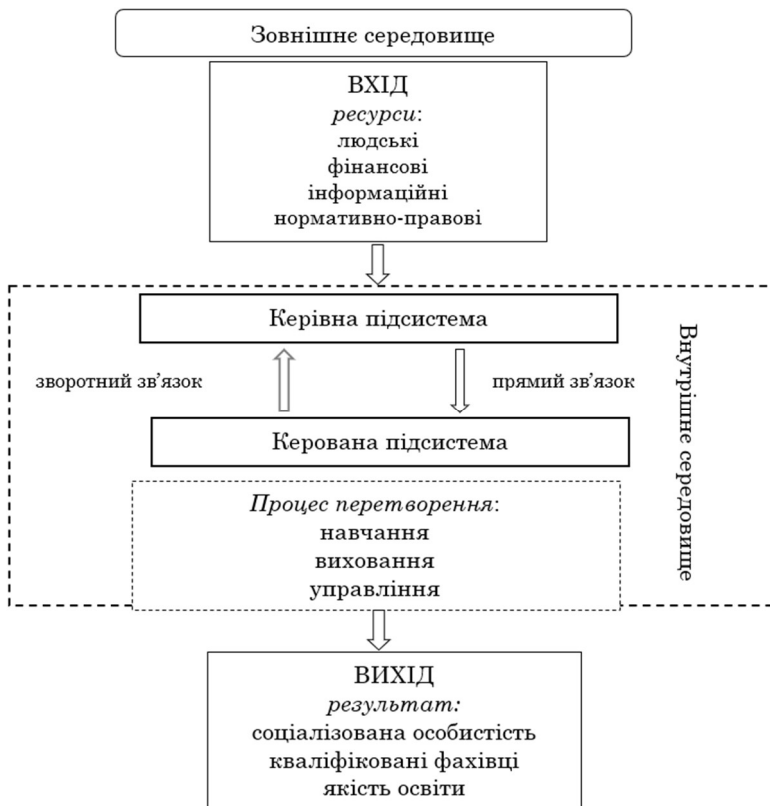 Зовнішнє середовище
ВХІД
ресурси:
людські
фінансові
інформаційні
нормативно-правові
Керівна підсистема
зворотний зв’язок
прямий зв’язок
Керована підсистема
Процес перетворення:
навчання
виховання
управління
Внутрішнє середовище
ВИХІД
результат:
соціалізована особистість
кваліфіковані фахівці
якість освіти